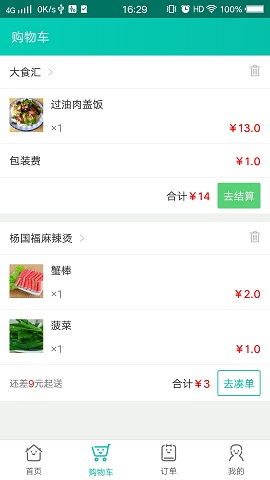 4G 0K/s 16:29 HD 100%
购物车
大食汇
过油肉盖饭
×1
¥13.0
包装费
¥1.0
合计 ¥14 去结算
杨国福麻辣烫
蟹棒
×1
¥2.0
菠菜
×1
¥1.0
还差9元起送 合计 ¥3 去凑单
首页 购物车 订单 我的